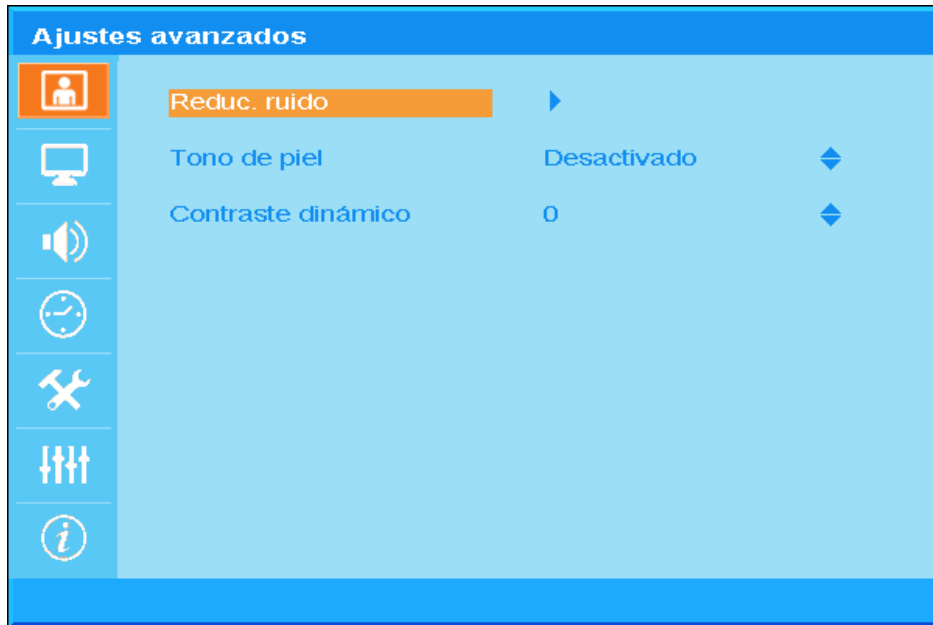 Ajustes avanzados
Reduc. ruido
Tono de piel Desactivado
Contraste dinámico 0